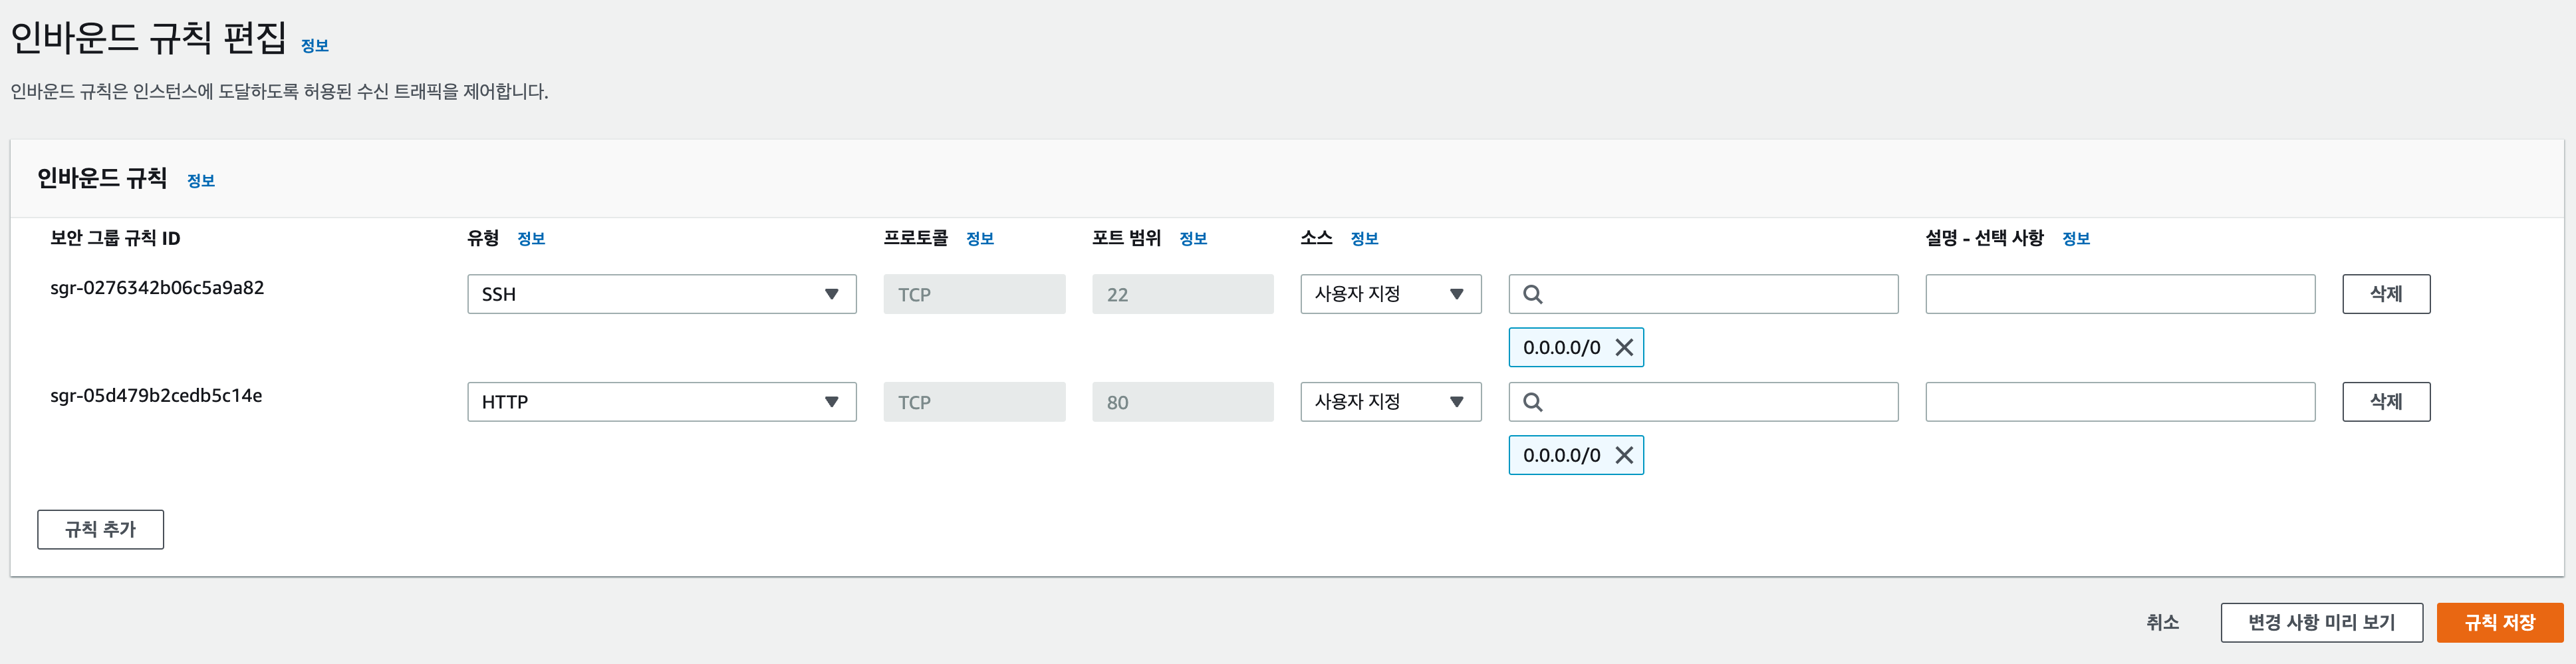 인바운드 규칙 편집 정보
인바운드 규칙은 인스턴스에 도달하도록 허용된 수신 트래픽을 제어합니다.
인바운드 규칙 정보
보안 그룹 규칙 ID 유형 정보 프로토콜 정보 포트 범위 정보 소스 정보 설명 - 선택 사항 정보
sgr-0276342b06c5a9a82 SSH TCP 22 사용자 지정 삭제
0.0.0.0/0
sgr-05d479b2cedb5c14e HTTP TCP 80 사용자 지정 삭제
0.0.0.0/0
규칙 추가
취소 변경 사항 미리 보기 규칙 저장